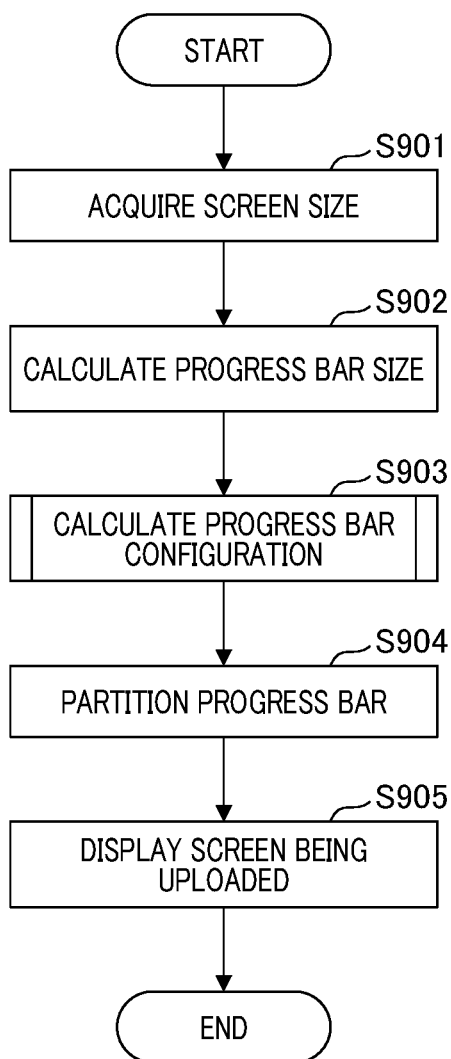 START
S901
ACQUIRE SCREEN SIZE
S902
CALCULATE PROGRESS BAR SIZE
S903
CALCULATE PROGRESS BAR
CONFIGURATION
S904
PARTITION PROGRESS BAR
S905
DISPLAY SCREEN BEING
UPLOADED
END